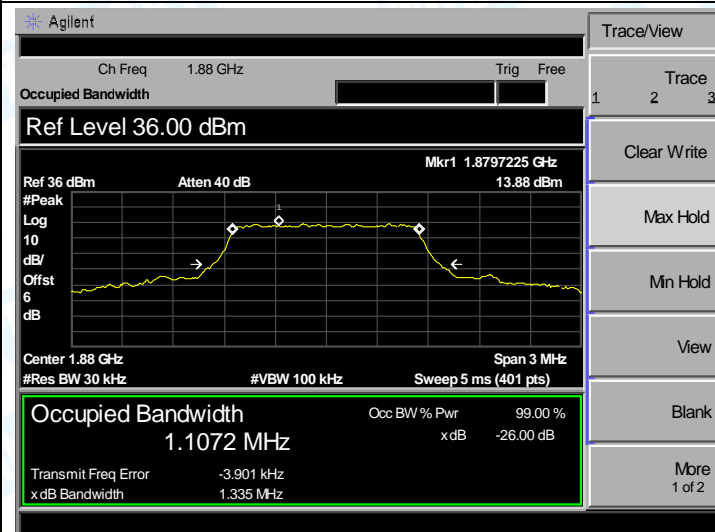 Agilent
Trace/View
Ch Freq 1.88 GHz Trig Free
Occupied Bandwidth
Trace
1 2 3
Ref Level 36.00 dBm
Clear Write
Mkr1 1.8797225 GHz
Ref 36 dBm Atten 40 dB 13.88 dBm
#Peak
Log
10
dB/
Offst
6
dB
1
Max Hold
Min Hold
Center 1.88 GHz Span 3 MHz
#Res BW 30 kHz #VBW 100 kHz Sweep 5 ms (401 pts)
View
Occupied Bandwidth Occ BW % Pwr 99.00 %
1.1072 MHz x dB -26.00 dB
Blank
Transmit Freq Error -3.901 kHz
x dB Bandwidth 1.335 MHz
More
1 of 2